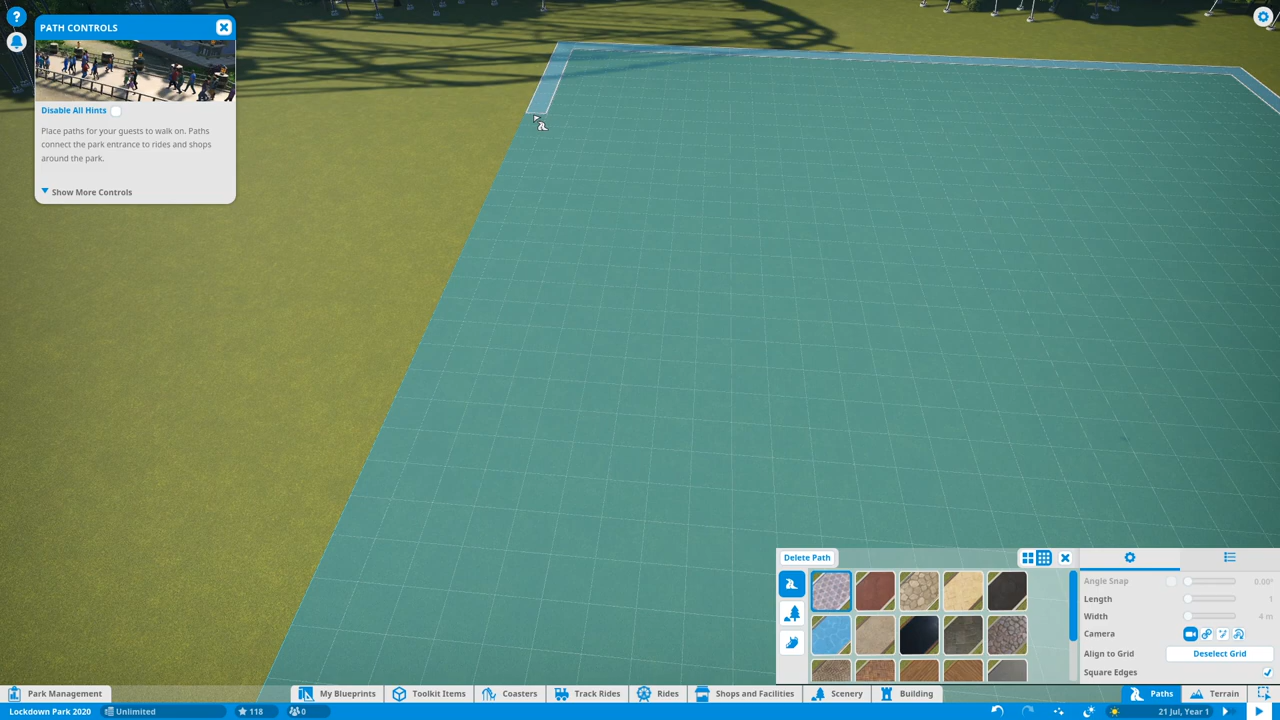 PATH CONTROLS
Disable All Hints
Place paths for your guests to walk on. Paths
connect the park entrance to rides and shops
around the park.
Show More Controls
Delete Path
Angle Snap 0.00°
Length 1
Width 4 m
Camera
Align to Grid Deselect Grid
Square Edges
Park Management My Blueprints Toolkit Items Coasters Track Rides Rides Shops and Facilities Scenery Building Paths Terrain
Lockdown Park 2020 Unlimited 118 0 21 Jul, Year 1